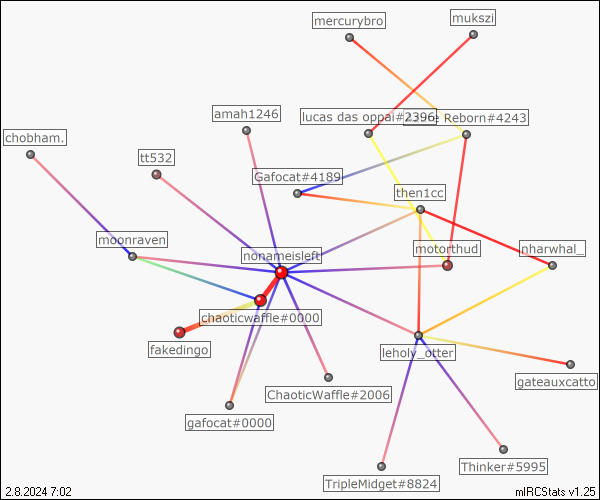 mercurybro
mukszi
amah1246
lucas das oppai#2396
Reborn#4243
chobham.
tt532
Gafocat#4189
then1cc
moonraven
nonameisleft
motorthud
nharwhal_
chaoticwaffle#0000
fakedingo
leholy_otter
gateauxcatto
ChaoticWaffle#2006
gafocat#0000
Thinker#5995
TripleMidget#8824
2.8.2024 7:02
mIRCStats v1.25